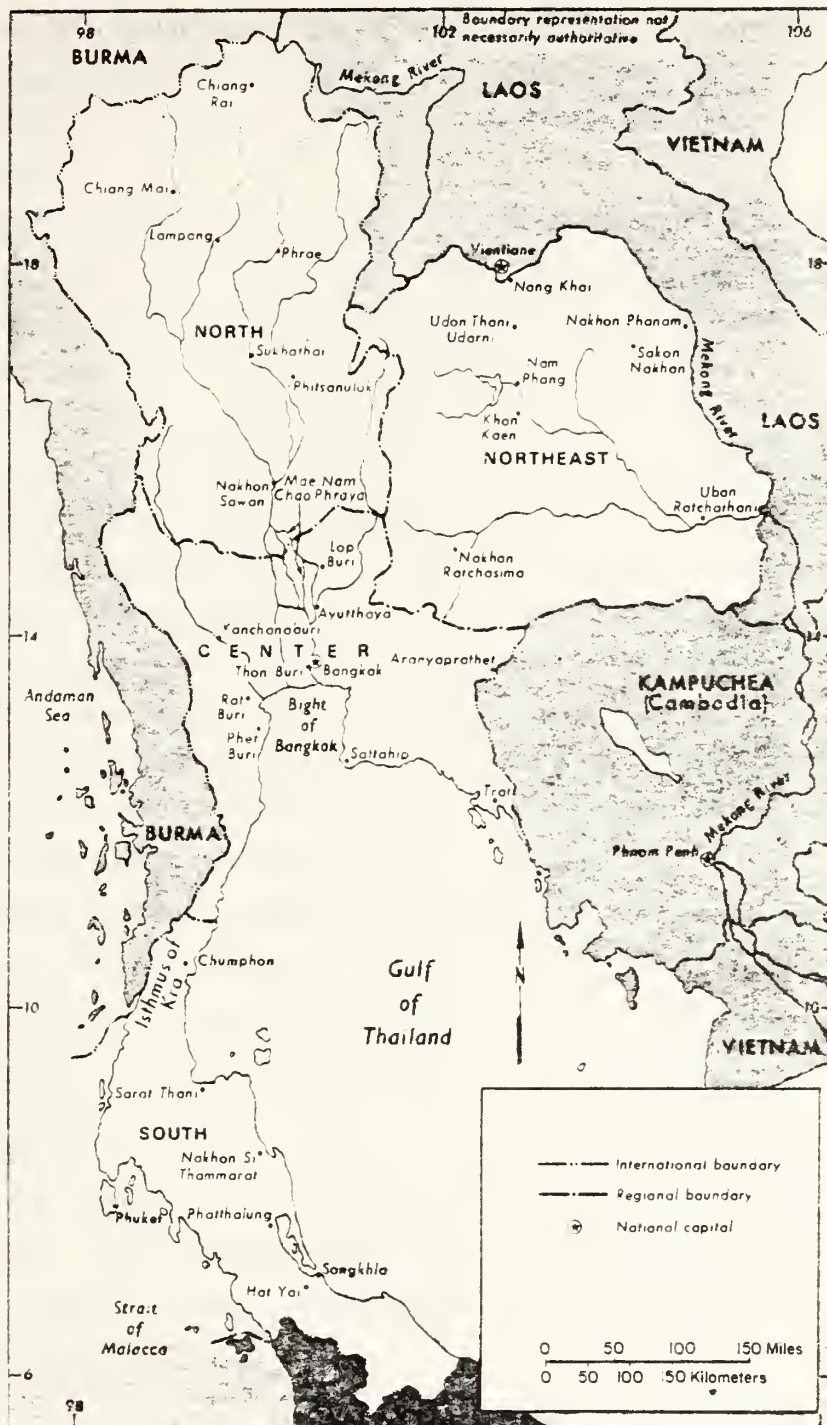 98
102
106
Boundary representation not
necessarily authoritative
BURMA
Mekong River
LAOS
Chiang
Rai
VIETNAM
Chiang Mai
Lampang
Phrae
Vientiane
18
18
Nong Khai
NORTH
Udon Thani
Udarni
Nakhon Phanom
Sukhothai
Sakon
Nakhon
Nam
Phong
Phitsanulok
Mekong River
Khon
Kaen
LAOS
NORTHEAST
Nakhon
Sawan
Mae Nam
Chao Phraya
Ubon
Ratchathani
Lop
Buri
Nakhon
Ratchasima
Ayutthaya
14
14
Kanchanaburi
CENTER
Aranyaprathet
Thon Buri
Bangkok
KAMPUCHEA
(Cambodia)
Andaman
Sea
Rat
Buri
Bight
of
Bangkok
Phet
Buri
Sattahip
Trat
Mekong River
BURMA
Phnom Penh
Chumphon
Isthmus of
Kra
Gulf
of
Thailand
N
10
10
VIETNAM
Sarat Thani
SOUTH
Nakhon Si
Thammarat
International boundary
Regional boundary
National capital
Phuket
Phatthalung
Songkhla
Hat Yai
Strait
of
Malacca
0 50 100 150 Miles
0 50 100 150 Kilometers
6
98